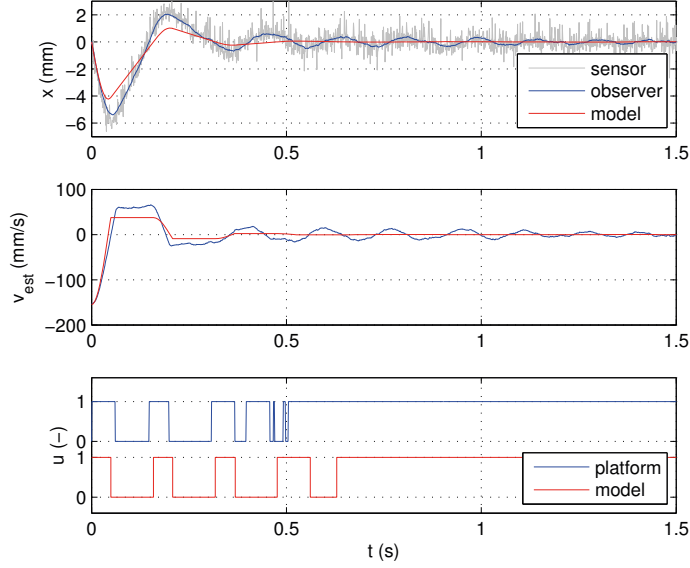 2
0
−2
−4
−6
x (mm)
sensor
observer
model
0
0.5
1
1.5
100
0
−100
−200
v_est (mm/s)
0
0.5
1
1.5
1
0
1
0
u (−)
platform
model
0
0.5
1
1.5
t (s)